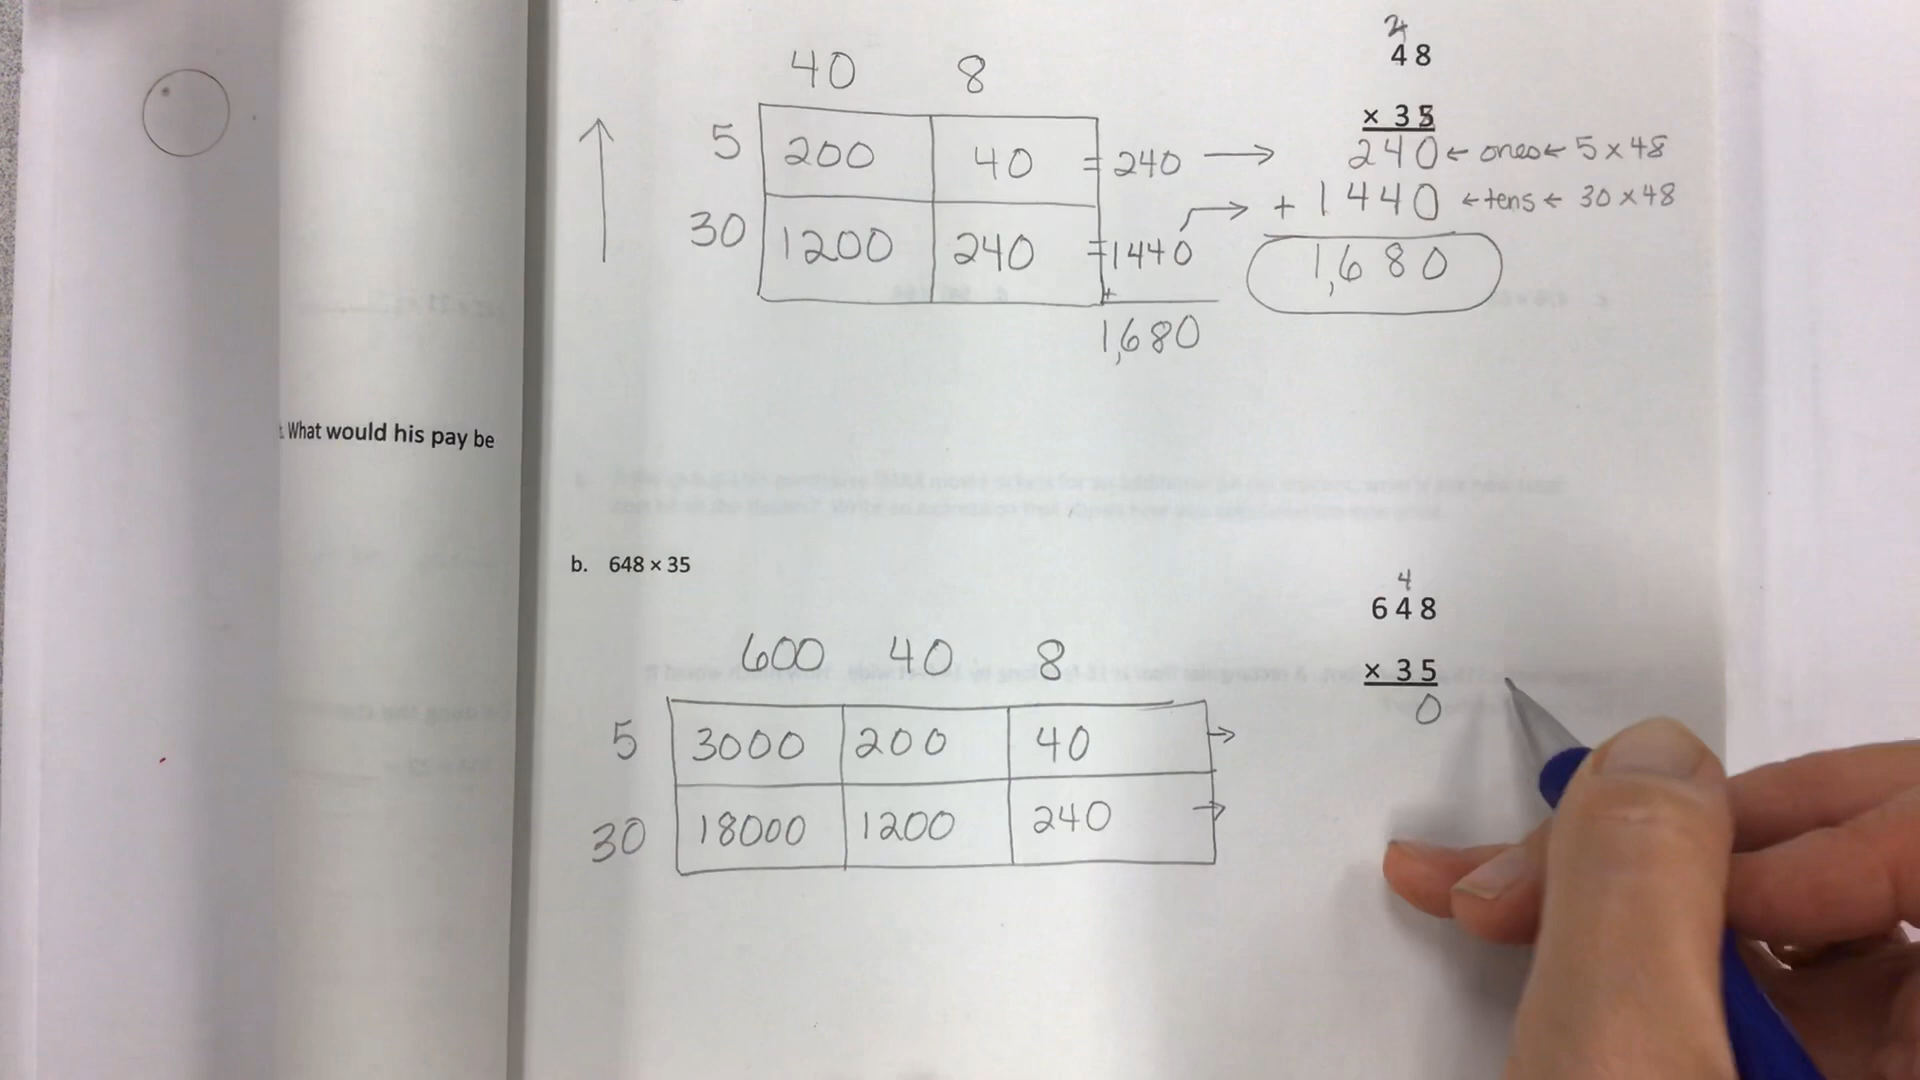 What would his pay be
40 8
5 200 40 = 240 →
30 1200 240 = 1440
+
1,680
24
48
× 35
240 ← ones ← 5 × 48
+ 1440 ← tens ← 30 × 48
1,680
b. 648 × 35
600 40 8
5 3000 200 40 →
30 18000 1200 240 →
4
648
× 35
0